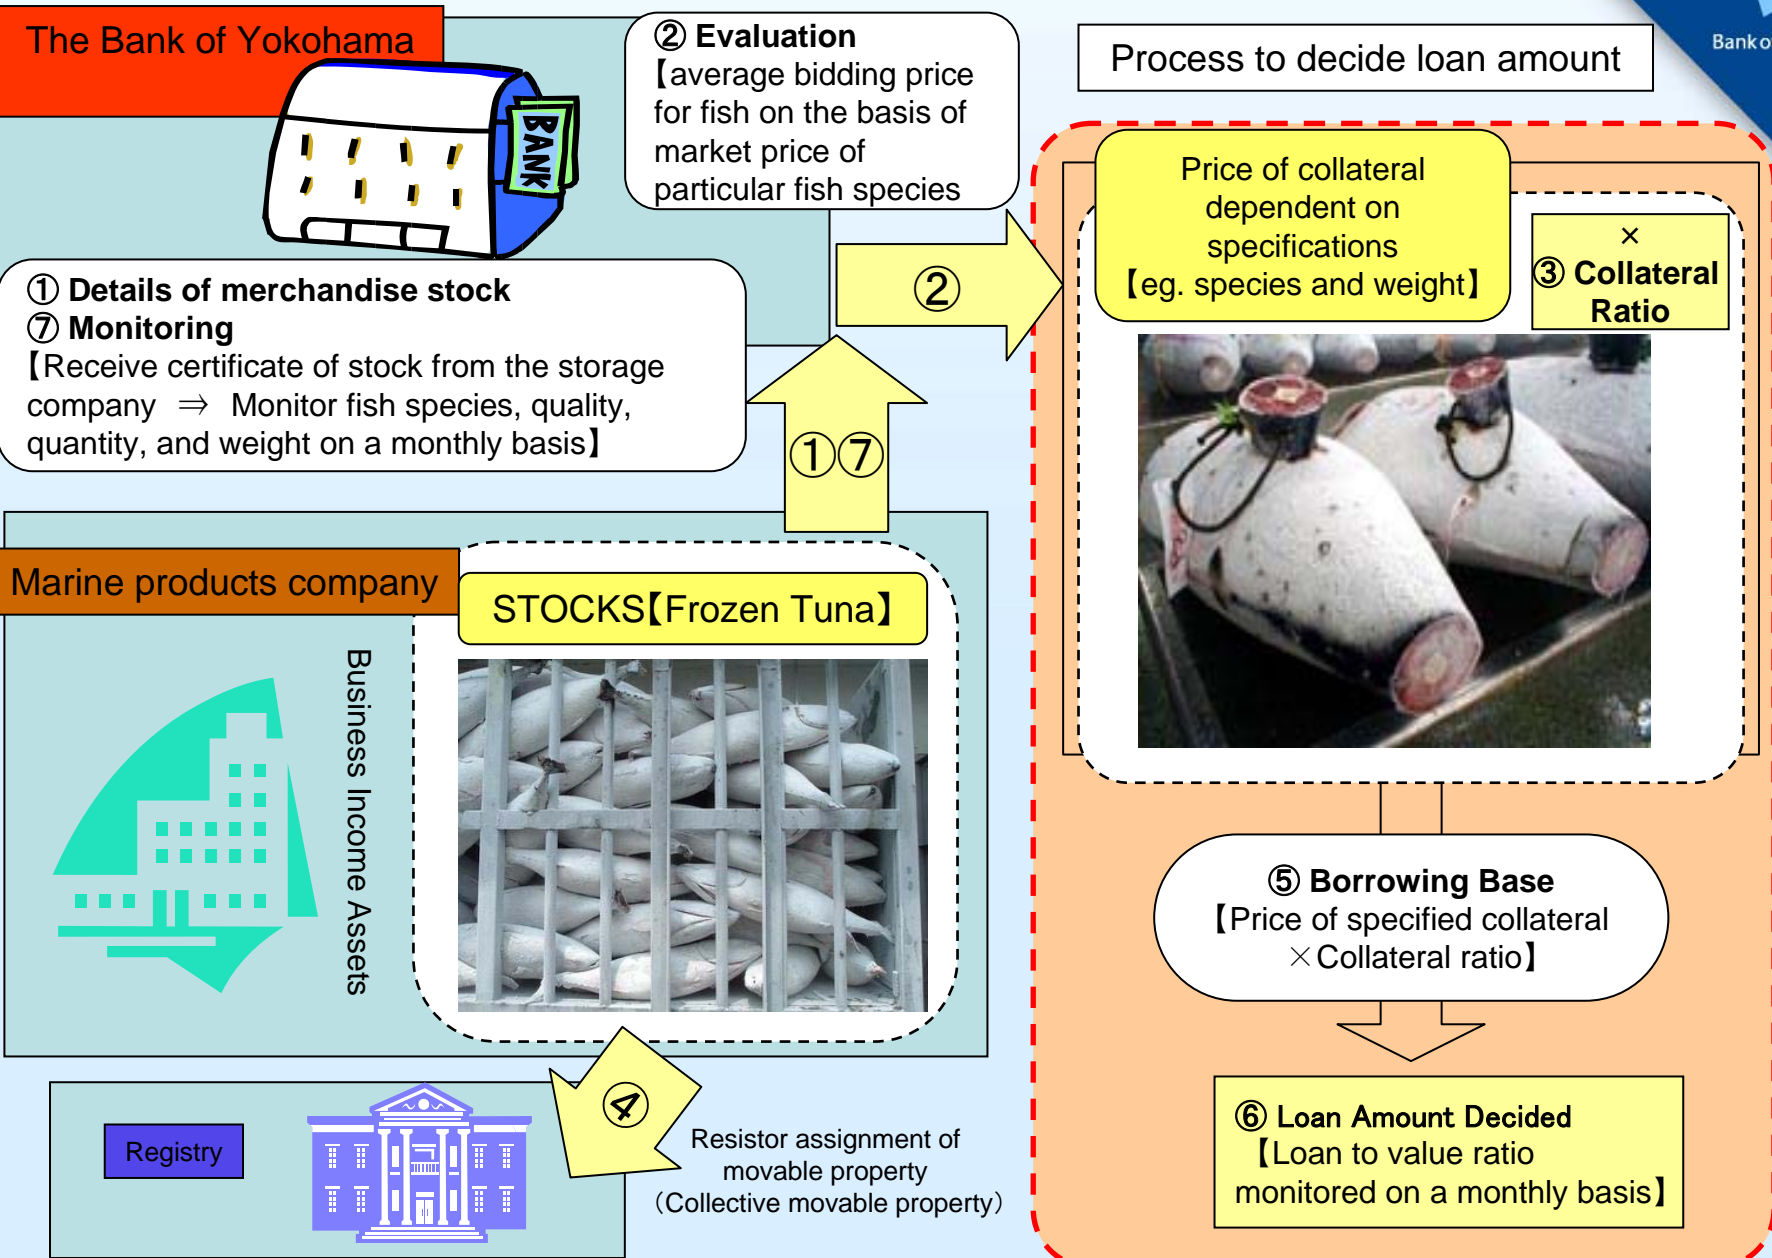 The Bank of Yokohama
BANK
② Evaluation
【average bidding price
for fish on the basis of
market price of
particular fish species
Process to decide loan amount
Bank o
① Details of merchandise stock
⑦ Monitoring
【Receive certificate of stock from the storage
company ⇒ Monitor fish species, quality,
quantity, and weight on a monthly basis】
②
①⑦
Price of collateral
dependent on
specifications
【eg. species and weight】
×
③ Collateral
Ratio
Marine products company
STOCKS【Frozen Tuna】
Business Income Assets
⑤ Borrowing Base
【Price of specified collateral
×Collateral ratio】
④
Registry
Resistor assignment of
movable property
（Collective movable property）
⑥ Loan Amount Decided
【Loan to value ratio
monitored on a monthly basis】